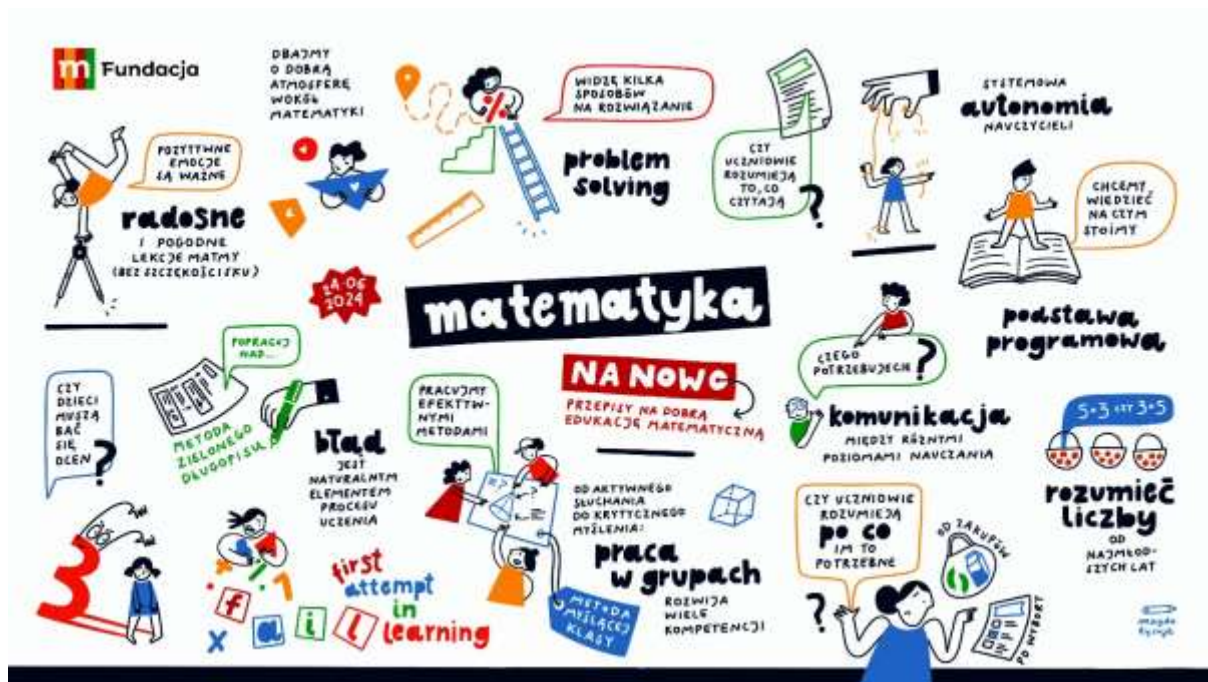 m Fundacja
DBAJMY
O DOBRĄ
ATMOSFERĘ
WOKÓŁ
MATEMATYKI
POZYTYWNE
EMOCJE
SĄ WAŻNE
radosne
I POGODNE
LEKCJE MATMY
(BEZ SZCZĘKOŚCISKU)
%
WIDZĘ KILKA
SPOSOBÓW
NA ROZWIĄZANIE
problem
solving
CZY
UCZNIOWIE
ROZUMIEJĄ
TO, CO
CZYTAJĄ
?
SYSTEMOWA
autonomia
NAUCZYCIELI
CHCEMY
WIEDZIEĆ
NA CZYM
STOIMY
podstawa
programowa
24.06
2024
matematyka
NA NOWO
PRZEPISY NA DOBRĄ
EDUKACJĘ MATEMATYCZNĄ
CZY
DZIECI
MUSZĄ
BAĆ
SIĘ
OCEN ?
POPRACUJ
NAD...
METODA
ZIELONEGO
DŁUGOPISU
błąd
JEST
NATURALNYM
ELEMENTEM
PROCESU
UCZENIA
first
attempt
in
learning
f a i l
PRACUJMY
EFEKTYW-
NYMI
METODAMI
OD AKTYWNEGO
SŁUCHANIA
DO KRYTYCZNEGO
MYŚLENIA:
praca
w grupach
ROZWIJA
WIELE
KOMPETENCJI
METODA
MYŚLĄCEJ
KLASY
CZEGO
POTRZEBUJECIE ?
komunikacja
MIĘDZY RÓŻNYMI
POZIOMAMI NAUCZANIA
5+3 czy 3+5
rozumieć
liczby
OD
NAJMŁOD-
SZYCH LAT
CZY UCZNIOWIE
ROZUMIEJĄ
po co
IM TO
POTRZEBNE
?
OD ZAKUPÓW
PO WYBORY